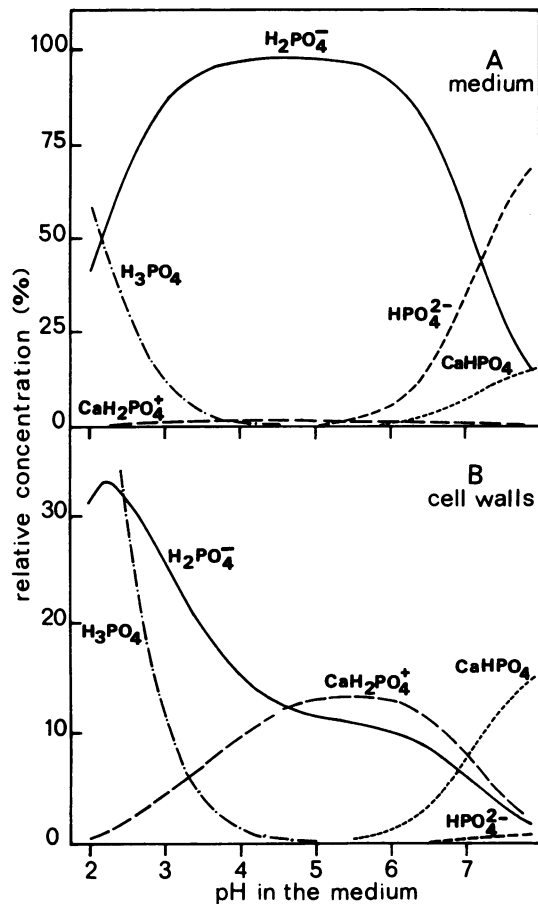 100
75
50
25
0
H₂PO₄⁻
A
medium
H₃PO₄
HPO₄²⁻
CaHPO₄
CaH₂PO₄⁺
relative concentration (%)
30
20
10
0
B
cell walls
H₂PO₄⁻
H₃PO₄
CaH₂PO₄⁺
CaHPO₄
HPO₄²⁻
2 3 4 5 6 7
pH in the medium